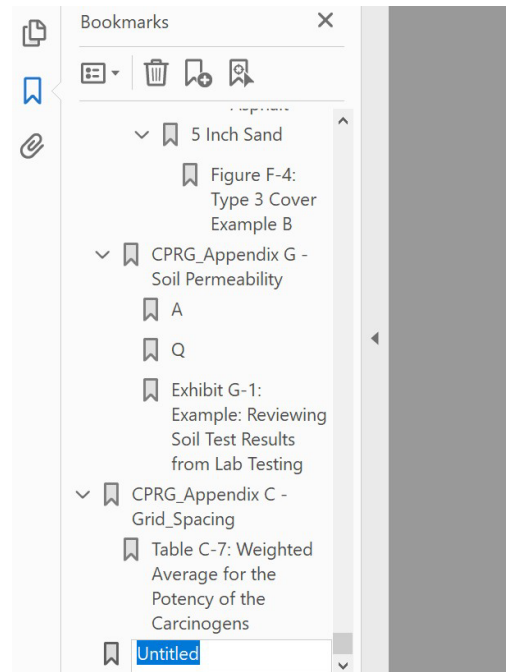 Bookmarks
5 Inch Sand
Figure F-4:
Type 3 Cover
Example B
CPRG_Appendix G -
Soil Permeability
A
Q
Exhibit G-1:
Example: Reviewing
Soil Test Results
from Lab Testing
CPRG_Appendix C -
Grid_Spacing
Table C-7: Weighted
Average for the
Potency of the
Carcinogens
Untitled